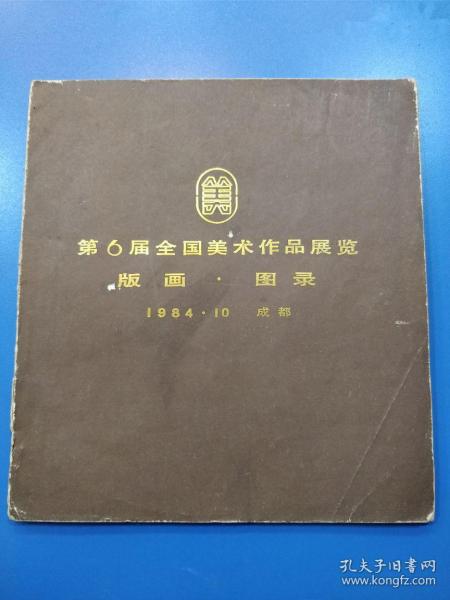 美
第6届全国美术作品展览
版画·图录
1984·10 成都
孔夫子旧书网
www.kongfz.com